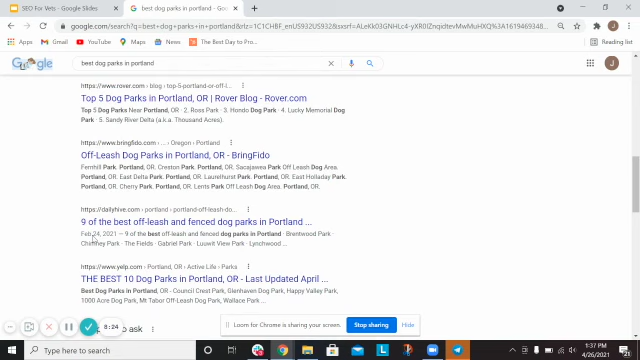 SEO For Vets - Google Slides
best dog parks in portland - Go
google.com/search?q=best+dog+parks+in+portland&rlz=1C1CHBF_enUS932US932&sxsrf=
Apps
Gmail
YouTube
Maps
News
The Best Day to Pro...
Reading list
Google
best dog parks in portland
J
https://www.rover.com › blog › top-5-portland-or-off-l...
Top 5 Dog Parks in Portland, OR | Rover Blog - Rover.com
Top 5 Dog Parks Near Portland, OR · 2. Ross Park · 3. Hondo Dog Park · 4. Lucky Memorial Dog
Park · 5. Sandy River Delta (a.k.a. Thousand Acres).
https://www.bringfido.com › ... › Oregon › Portland
Off-Leash Dog Parks in Portland, OR - BringFido
Fernhill Park. Portland, OR. Creston Park. Portland, OR. Sacajawea Park Off Leash Dog Area.
Portland, OR. East Delta Park. Portland, OR. Laurelhurst Park. Portland, OR. East Holladay Park.
Portland, OR. Cherry Park. Portland, OR. Lents Park Off Leash Dog Area. Portland, OR.
https://dailyhive.com › portland › portland-off-leash-do...
9 of the best off-leash and fenced dog parks in Portland ...
Feb 24, 2021 — 9 of the best off-leash and fenced dog parks in Portland · Brentwood Park ·
Chimney Park · The Fields · Gabriel Park · Luuwit View Park · Lynchwood ...
https://www.yelp.com › Portland, OR › Active Life › Parks
THE BEST 10 Dog Parks in Portland, OR - Last Updated April ...
Best Dog Parks in Portland, OR - Council Crest Park, Glenhaven Dog Park, Happy Valley Park,
1000 Acre Dog Park, Mt Tabor Off-Leash Dog Park, Wallace Park ...
8:24
to ask
Loom for Chrome is sharing your screen.
Stop sharing
Hide
Type here to search
1:37 PM
4/26/2021